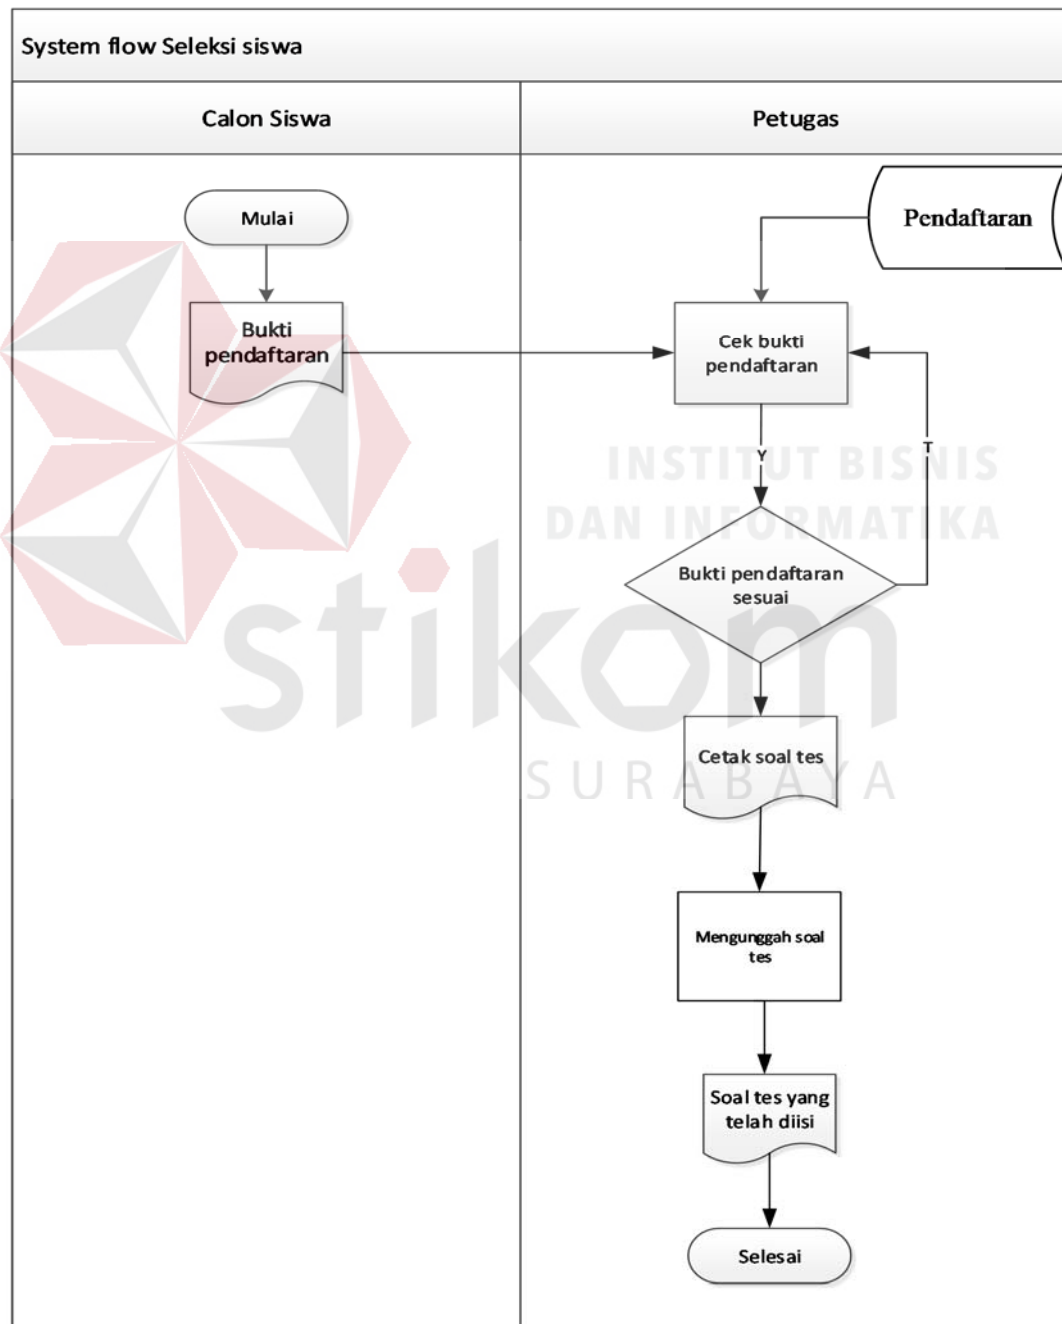 System flow Seleksi siswa
Calon Siswa
Petugas
Mulai
Pendaftaran
Bukti
pendaftaran
Cek bukti
pendaftaran
Y
T
INSTITUT BISNIS
DAN INFORMATIKA
Bukti pendaftaran
sesuai
stikom
SURABAYA
Cetak soal tes
Mengunggah soal
tes
Soal tes yang
telah diisi
Selesai